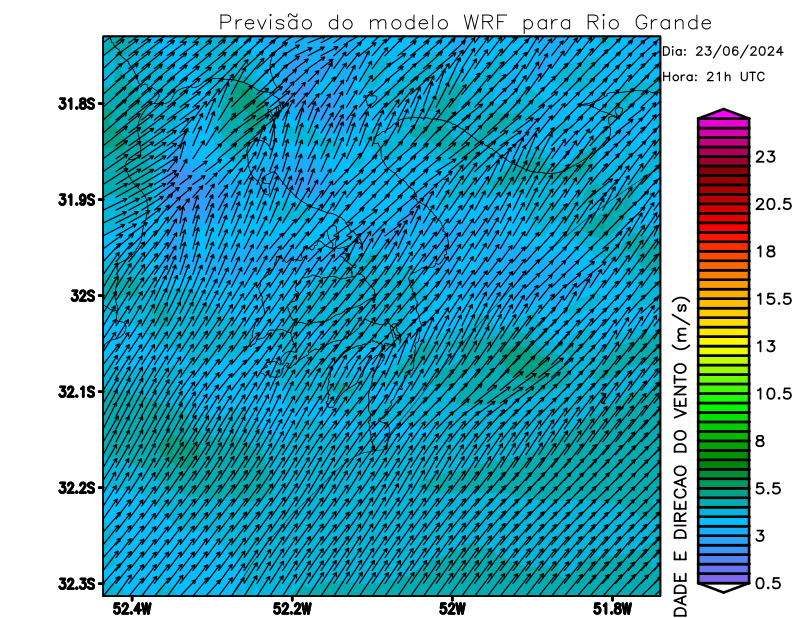 Previsão do modelo WRF para Rio Grande
Dia: 23/06/2024
Hora: 21h UTC
31.8S
31.9S
32S
32.1S
32.2S
32.3S
52.4W
52.2W
52W
51.8W
DADE E DIRECAO DO VENTO (m/s)
23
20.5
18
15.5
13
10.5
8
5.5
3
0.5